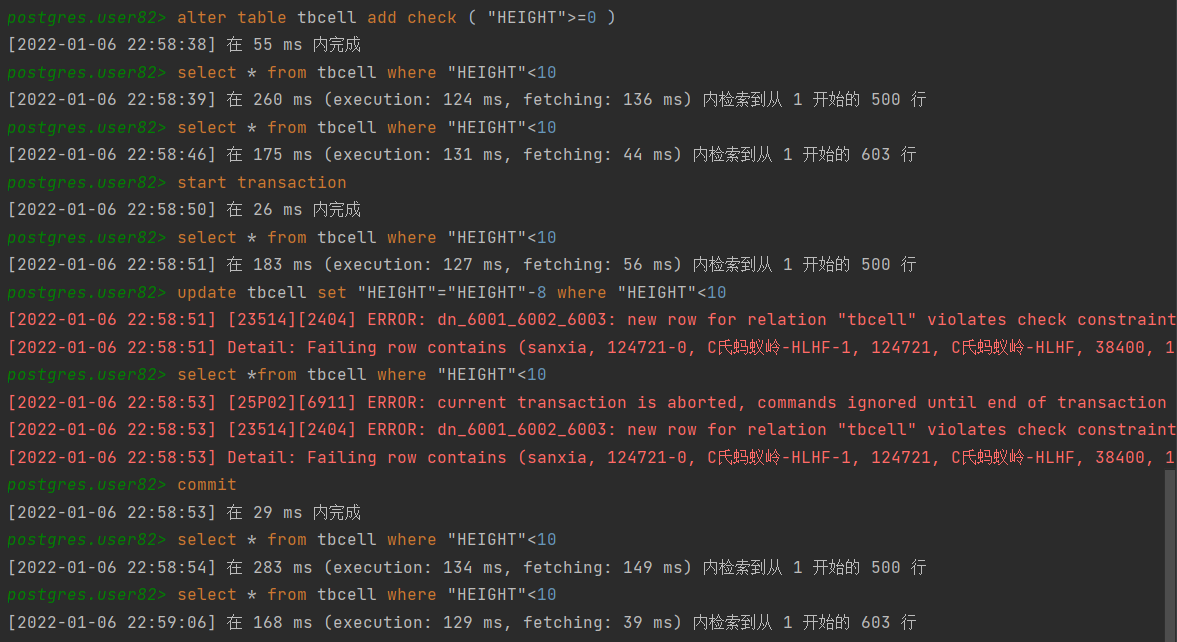 postgres.user82> alter table tbcell add check ( "HEIGHT">=0 )
[2022-01-06 22:58:38] 在 55 ms 内完成
postgres.user82> select * from tbcell where "HEIGHT"<10
[2022-01-06 22:58:39] 在 260 ms (execution: 124 ms, fetching: 136 ms) 内检索到从 1 开始的 500 行
postgres.user82> select * from tbcell where "HEIGHT"<10
[2022-01-06 22:58:46] 在 175 ms (execution: 131 ms, fetching: 44 ms) 内检索到从 1 开始的 603 行
postgres.user82> start transaction
[2022-01-06 22:58:50] 在 26 ms 内完成
postgres.user82> select * from tbcell where "HEIGHT"<10
[2022-01-06 22:58:51] 在 183 ms (execution: 127 ms, fetching: 56 ms) 内检索到从 1 开始的 500 行
postgres.user82> update tbcell set "HEIGHT"="HEIGHT"-8 where "HEIGHT"<10
[2022-01-06 22:58:51] [23514][2404] ERROR: dn_6001_6002_6003: new row for relation "tbcell" violates check constraint
[2022-01-06 22:58:51] Detail: Failing row contains (sanxia, 124721-0, C氏蚂蚁岭-HLHF-1, 124721, C氏蚂蚁岭-HLHF, 38400, 1
postgres.user82> select *from tbcell where "HEIGHT"<10
[2022-01-06 22:58:53] [25P02][6911] ERROR: current transaction is aborted, commands ignored until end of transaction
[2022-01-06 22:58:53] [23514][2404] ERROR: dn_6001_6002_6003: new row for relation "tbcell" violates check constraint
[2022-01-06 22:58:53] Detail: Failing row contains (sanxia, 124721-0, C氏蚂蚁岭-HLHF-1, 124721, C氏蚂蚁岭-HLHF, 38400, 1
postgres.user82> commit
[2022-01-06 22:58:53] 在 29 ms 内完成
postgres.user82> select * from tbcell where "HEIGHT"<10
[2022-01-06 22:58:54] 在 283 ms (execution: 134 ms, fetching: 149 ms) 内检索到从 1 开始的 500 行
postgres.user82> select * from tbcell where "HEIGHT"<10
[2022-01-06 22:59:06] 在 168 ms (execution: 129 ms, fetching: 39 ms) 内检索到从 1 开始的 603 行